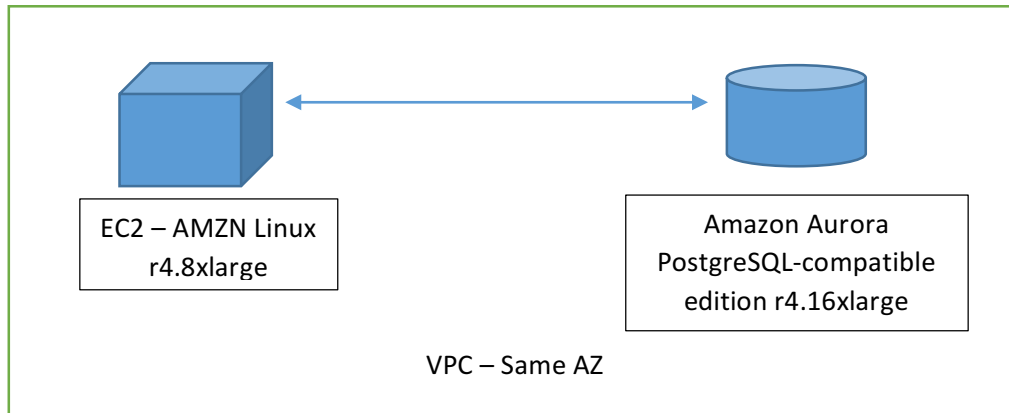 EC2 – AMZN Linux
r4.8xlarge
Amazon Aurora
PostgreSQL-compatible
edition r4.16xlarge
VPC – Same AZ